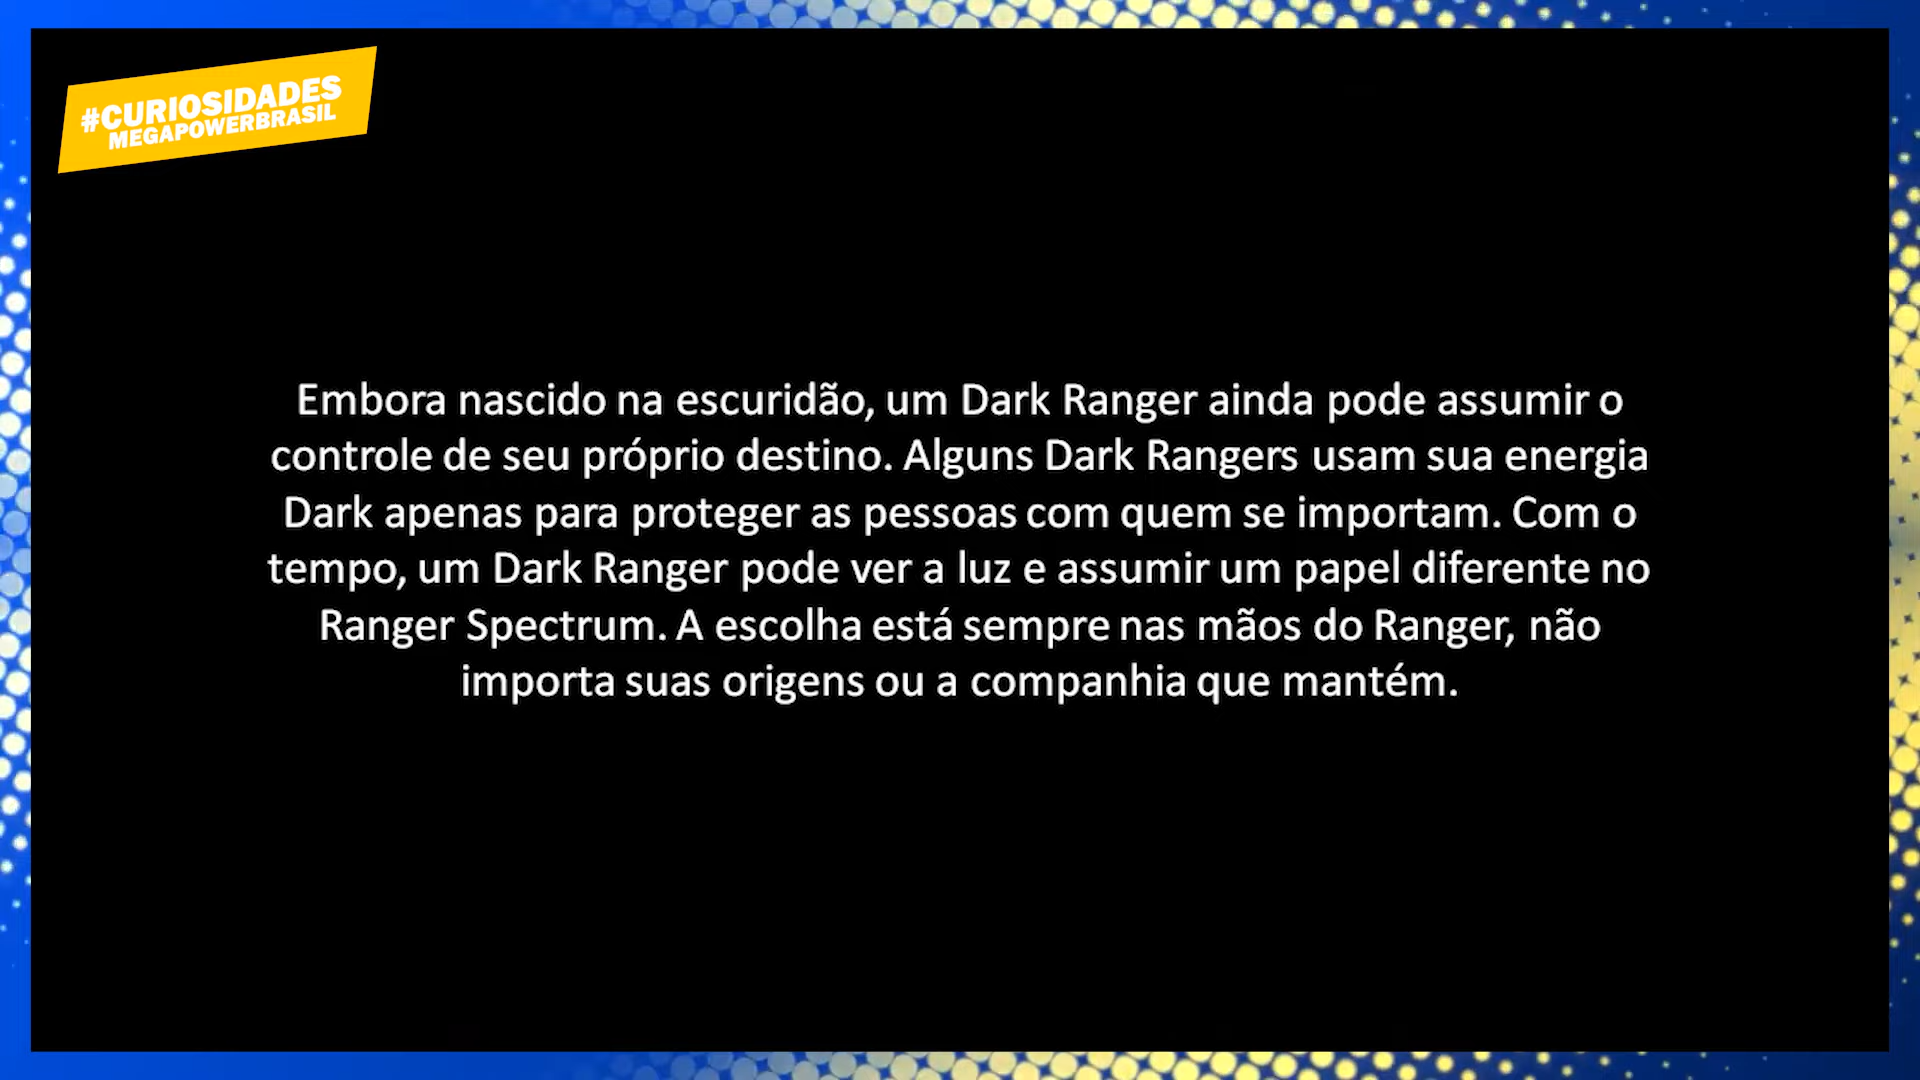 #CURIOSIDADES
MEGAPOWERBRASIL
Embora nascido na escuridão, um Dark Ranger ainda pode assumir o
controle de seu próprio destino. Alguns Dark Rangers usam sua energia
Dark apenas para proteger as pessoas com quem se importam. Com o
tempo, um Dark Ranger pode ver a luz e assumir um papel diferente no
Ranger Spectrum. A escolha está sempre nas mãos do Ranger, não
importa suas origens ou a companhia que mantém.